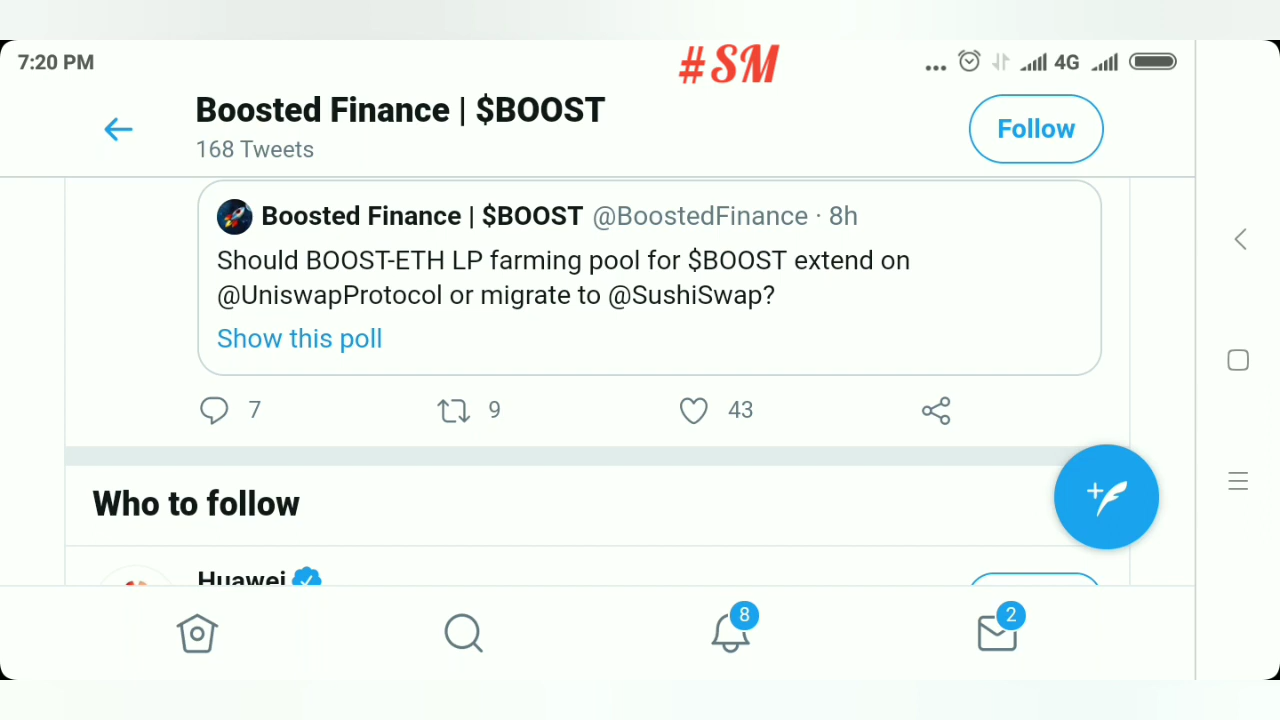 7:20 PM
#SM
4G
Boosted Finance | $BOOST
168 Tweets
Follow
Boosted Finance | $BOOST @BoostedFinance · 8h
Should BOOST-ETH LP farming pool for $BOOST extend on
@UniswapProtocol or migrate to @SushiSwap?
Show this poll
7
9
43
Who to follow
Huawei
8
2